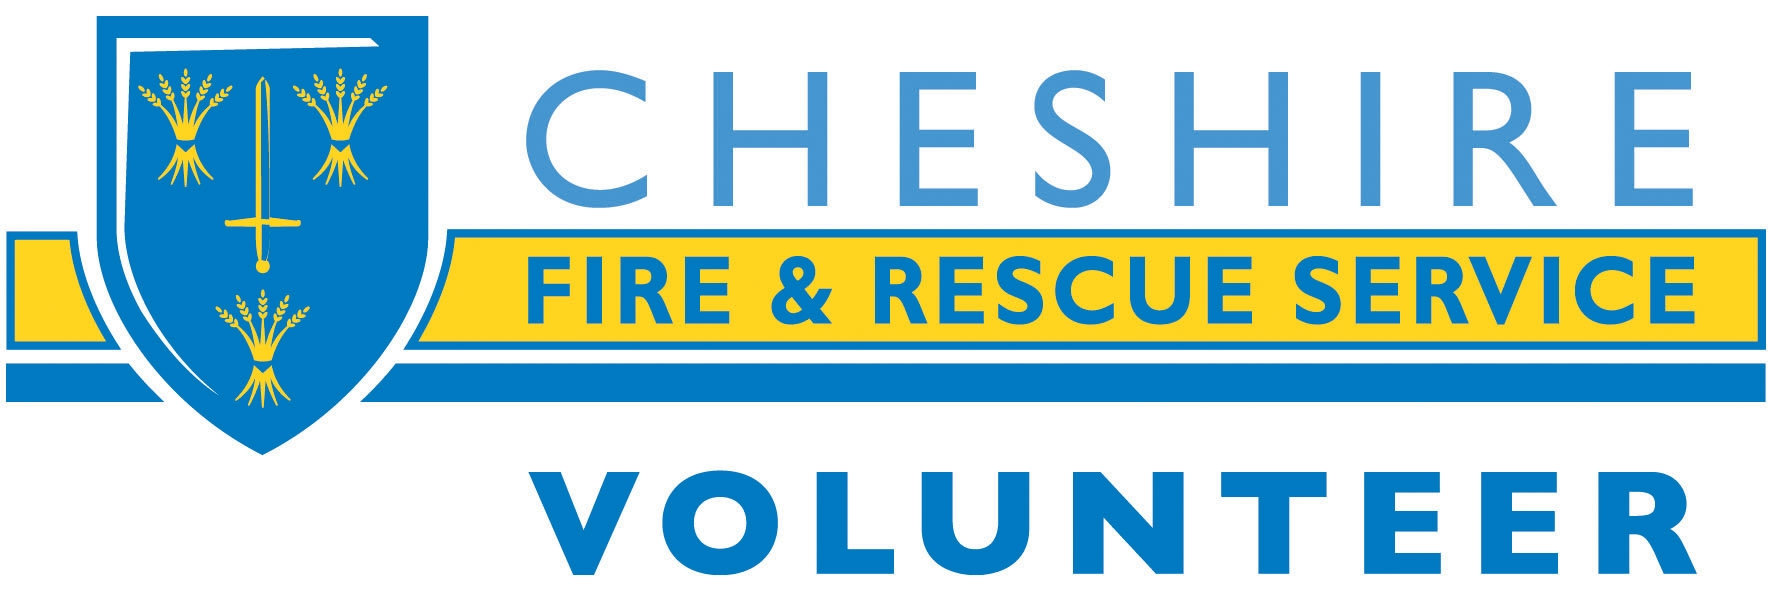 CHESHIRE
FIRE & RESCUE SERVICE
VOLUNTEER